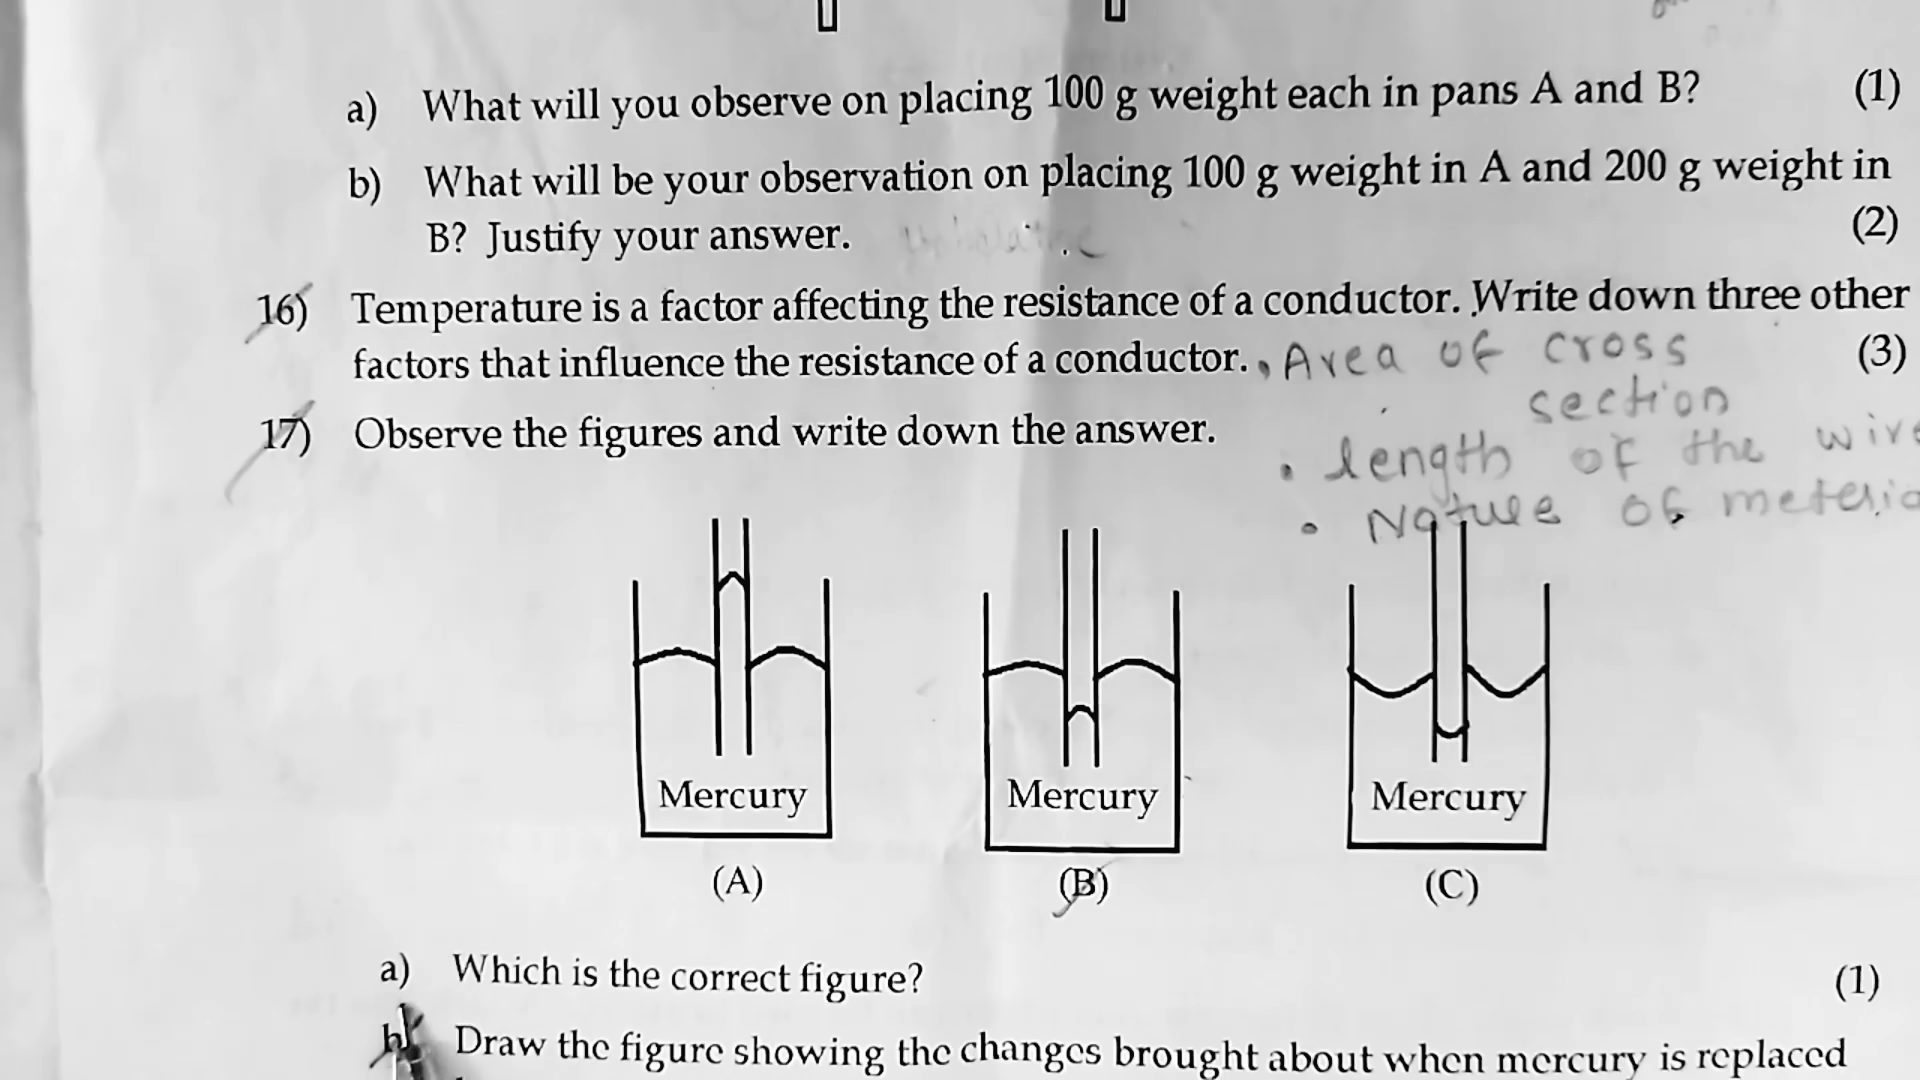 a) What will you observe on placing 100 g weight each in pans A and B? (1)
b) What will be your observation on placing 100 g weight in A and 200 g weight in
B? Justify your answer. (2)
16) Temperature is a factor affecting the resistance of a conductor. Write down three other
factors that influence the resistance of a conductor. (3)
• Area of cross
section
17) Observe the figures and write down the answer.
• length of the wire
• Nature of
Mercury Mercury Mercury
(A) (B) (C)
a) Which is the correct figure? (1)
b) Draw the figure showing the changes brought about when mercury is replaced